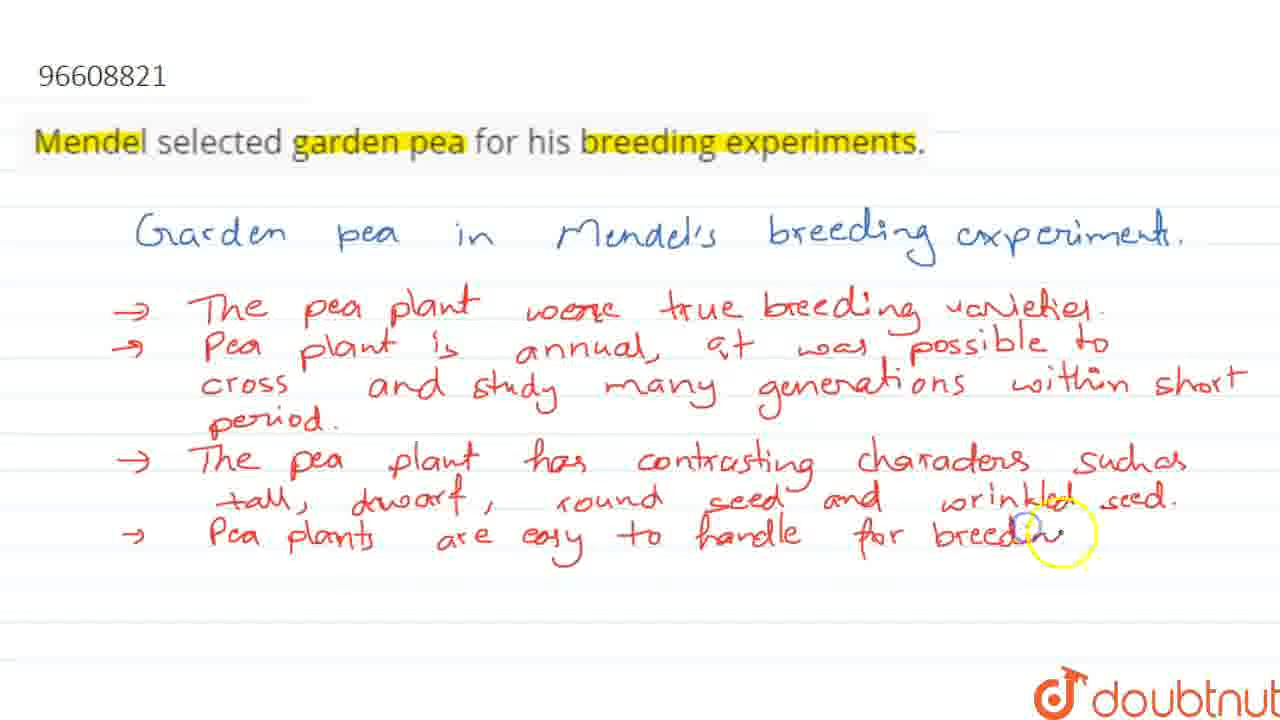 96608821
Mendel selected garden pea for his breeding experiments.
Garden pea in Mendel's breeding experiments.
→ The pea plant were true breeding varieties.
→ Pea plant is annual, it was possible to
cross and study many generations within short
period.
→ The pea plant has contrasting characters such as
tall, dwarf, round seed and wrinkled seed.
→ Pea plants are easy to handle for breedin
doubtnut